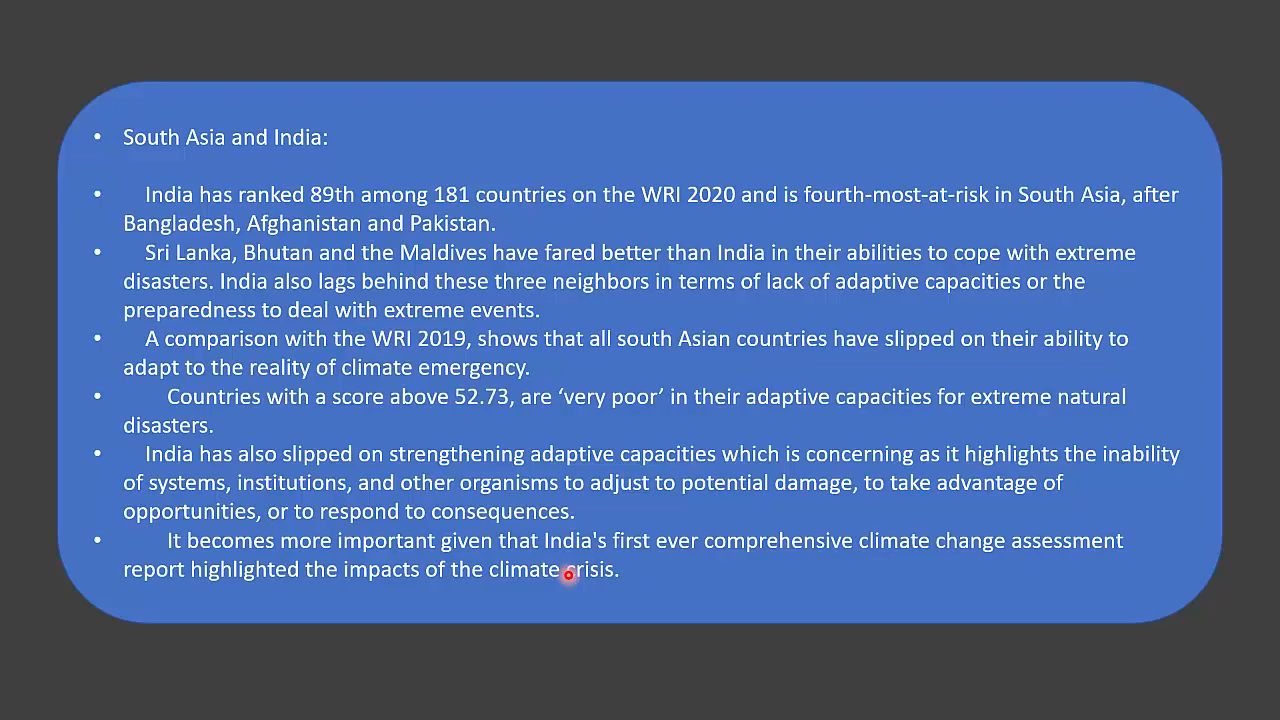 • South Asia and India:
• India has ranked 89th among 181 countries on the WRI 2020 and is fourth-most-at-risk in South Asia, after
Bangladesh, Afghanistan and Pakistan.
• Sri Lanka, Bhutan and the Maldives have fared better than India in their abilities to cope with extreme
disasters. India also lags behind these three neighbors in terms of lack of adaptive capacities or the
preparedness to deal with extreme events.
• A comparison with the WRI 2019, shows that all south Asian countries have slipped on their ability to
adapt to the reality of climate emergency.
• Countries with a score above 52.73, are ‘very poor’ in their adaptive capacities for extreme natural
disasters.
• India has also slipped on strengthening adaptive capacities which is concerning as it highlights the inability
of systems, institutions, and other organisms to adjust to potential damage, to take advantage of
opportunities, or to respond to consequences.
• It becomes more important given that India's first ever comprehensive climate change assessment
report highlighted the impacts of the climate crisis.